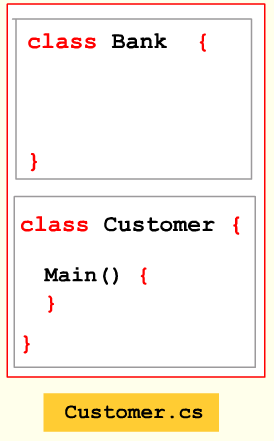 class Bank {
}
class Customer {
Main() {
}
}
Customer.cs